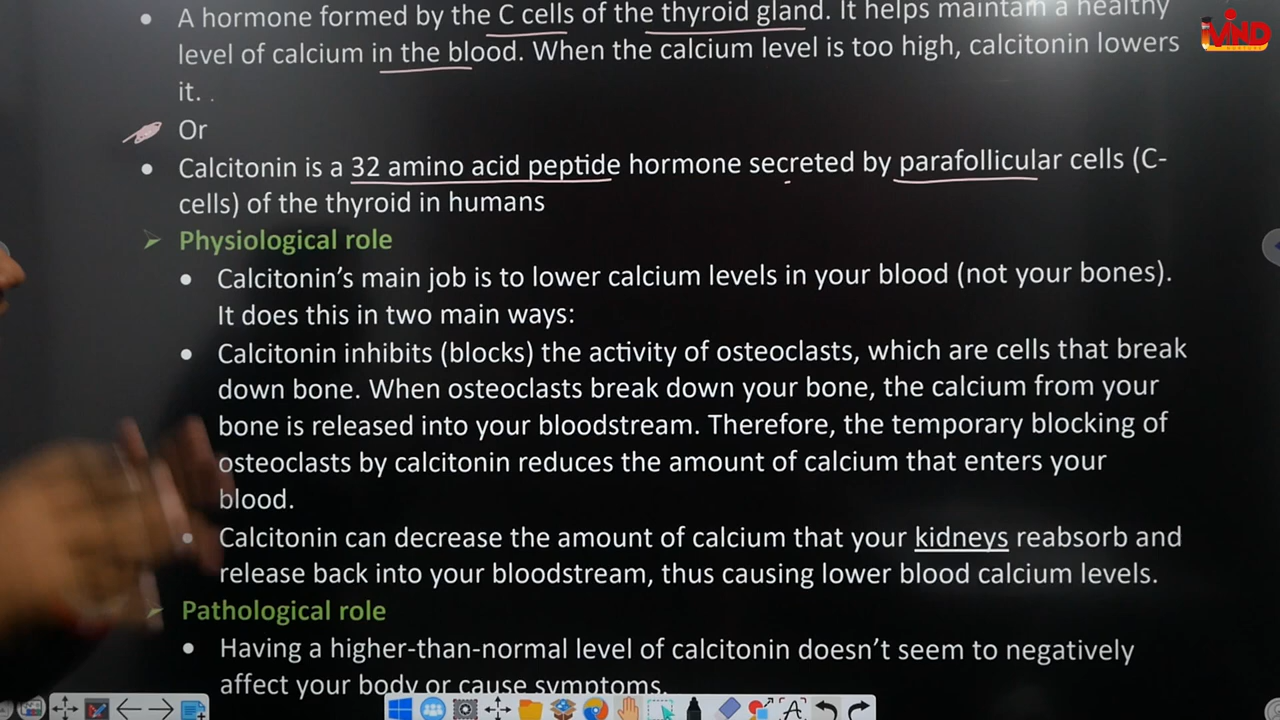 A hormone formed by the C cells of the thyroid gland. It helps maintain a healthy
level of calcium in the blood. When the calcium level is too high, calcitonin lowers
it. .
Or
Calcitonin is a 32 amino acid peptide hormone secreted by parafollicular cells (C-
cells) of the thyroid in humans
Physiological role
Calcitonin's main job is to lower calcium levels in your blood (not your bones).
It does this in two main ways:
Calcitonin inhibits (blocks) the activity of osteoclasts, which are cells that break
down bone. When osteoclasts break down your bone, the calcium from your
bone is released into your bloodstream. Therefore, the temporary blocking of
osteoclasts by calcitonin reduces the amount of calcium that enters your
blood.
Calcitonin can decrease the amount of calcium that your kidneys reabsorb and
release back into your bloodstream, thus causing lower blood calcium levels.
Pathological role
Having a higher-than-normal level of calcitonin doesn't seem to negatively
affect your body or cause symptoms.